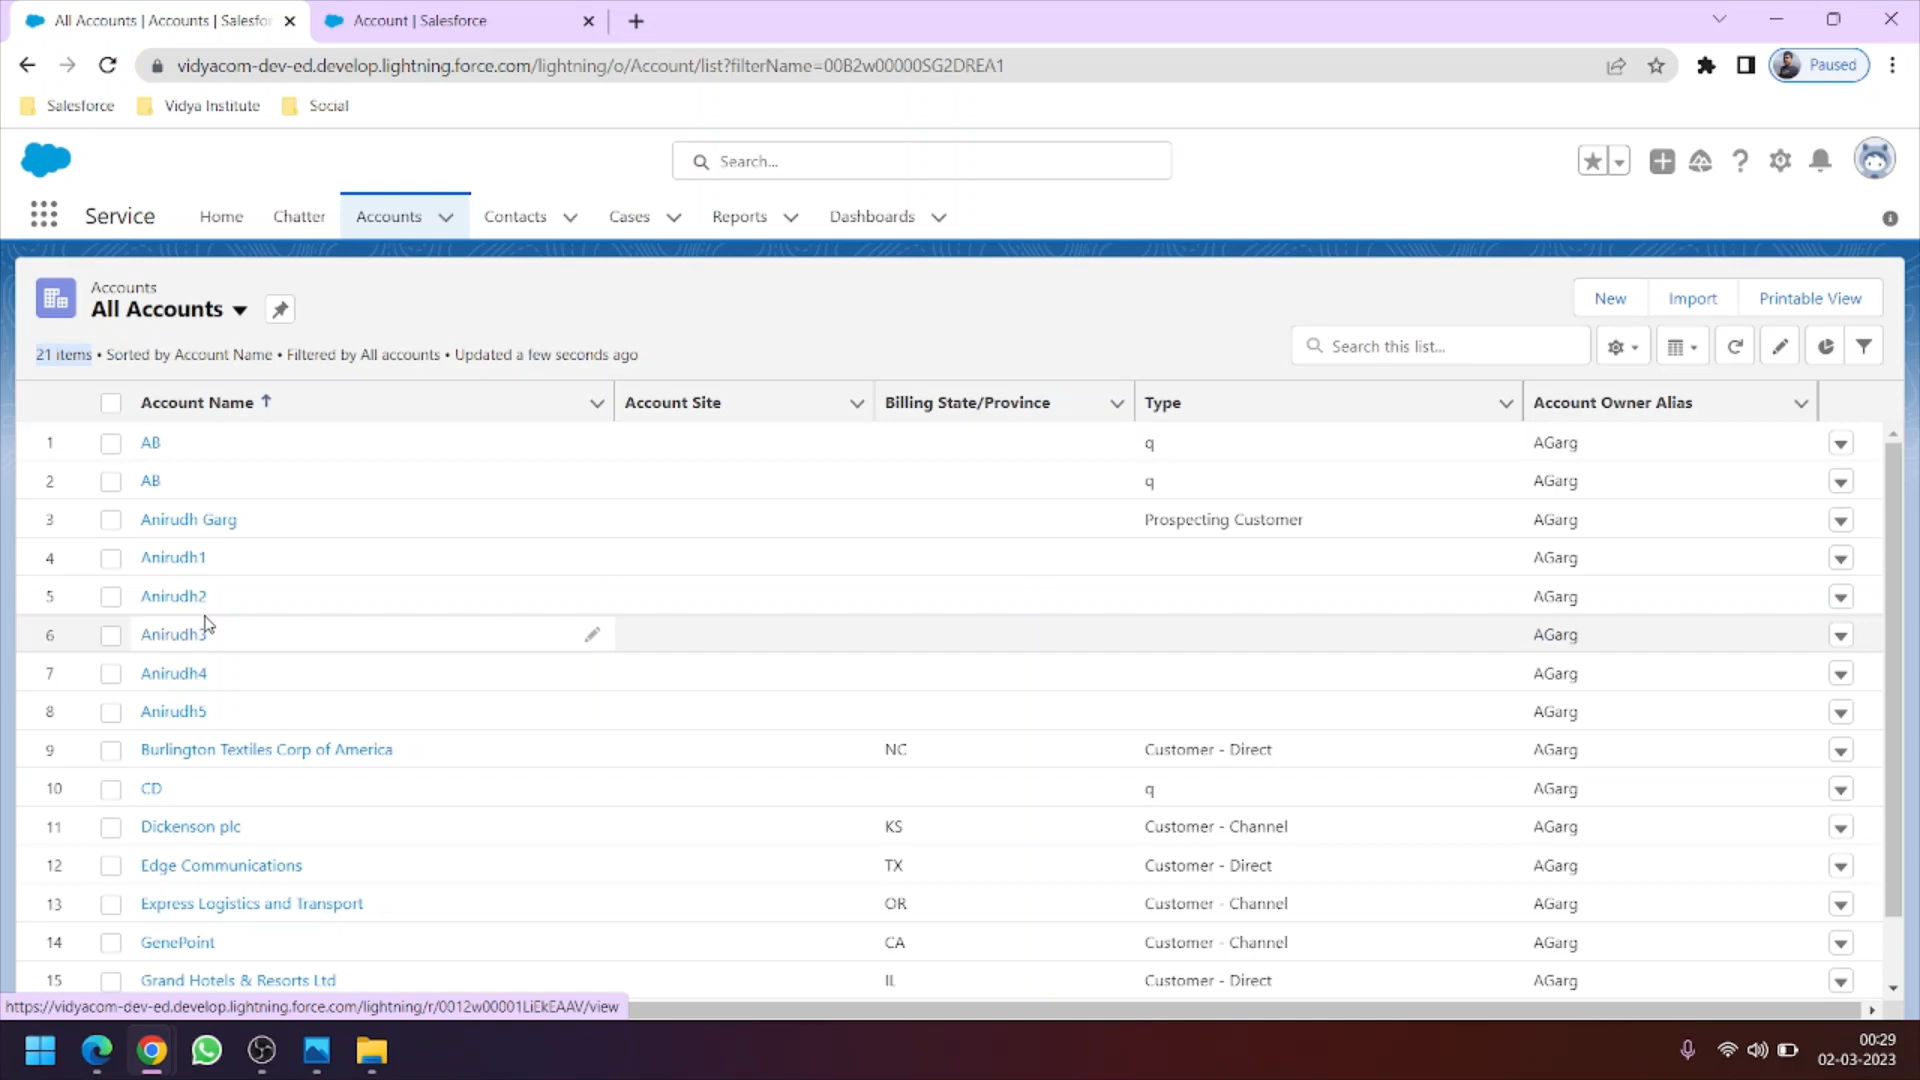 All Accounts | Accounts | Salesfo
Account | Salesforce
vidyacom-dev-ed.develop.lightning.force.com/lightning/o/Account/list?filterName=00B2w00000SG2DREA1
Paused
Salesforce Vidya Institute Social
Search...
Service Home Chatter Accounts Contacts Cases Reports Dashboards
Accounts
All Accounts
New Import Printable View
21 items • Sorted by Account Name • Filtered by All accounts • Updated a few seconds ago
Search this list...
Account Name Account Site Billing State/Province Type Account Owner Alias
1 AB q AGarg
2 AB q AGarg
3 Anirudh Garg Prospecting Customer AGarg
4 Anirudh1 AGarg
5 Anirudh2 AGarg
6 Anirudh3 AGarg
7 Anirudh4 AGarg
8 Anirudh5 AGarg
9 Burlington Textiles Corp of America NC Customer - Direct AGarg
10 CD q AGarg
11 Dickenson plc KS Customer - Channel AGarg
12 Edge Communications TX Customer - Direct AGarg
13 Express Logistics and Transport OR Customer - Channel AGarg
14 GenePoint CA Customer - Channel AGarg
15 Grand Hotels & Resorts Ltd IL Customer - Direct AGarg
https://vidyacom-dev-ed.develop.lightning.force.com/lightning/r/0012w00001LiEkEAAV/view
00:29
02-03-2023